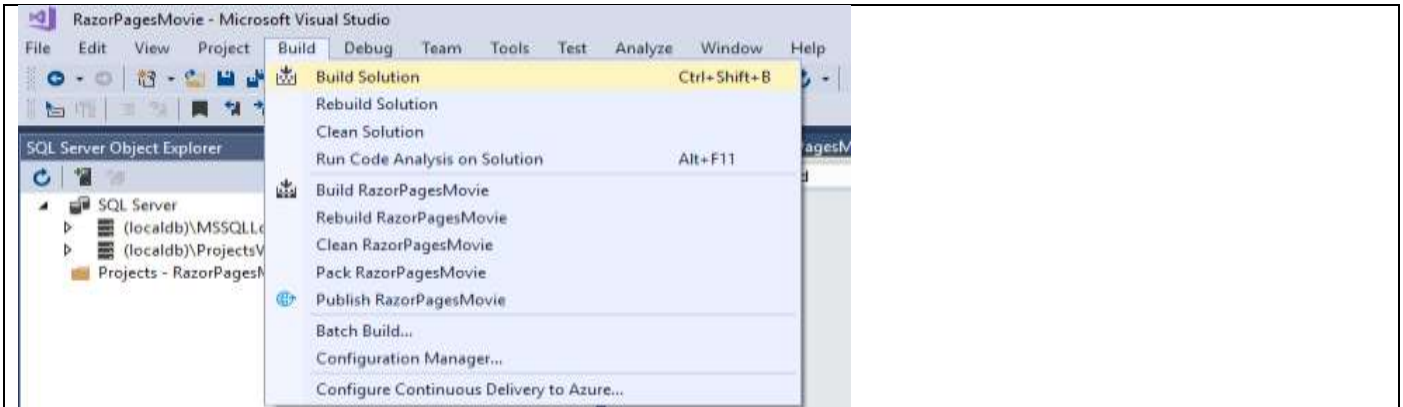 RazorPagesMovie - Microsoft Visual Studio
File Edit View Project Build Debug Team Tools Test Analyze Window Help
Build Solution Ctrl+Shift+B
Rebuild Solution
Clean Solution
SQL Server Object Explorer
Run Code Analysis on Solution Alt+F11
Build RazorPagesMovie
SQL Server
Rebuild RazorPagesMovie
(localdb)\MSSQLLo
Clean RazorPagesMovie
(localdb)\ProjectsV
Pack RazorPagesMovie
Projects - RazorPagesM
Publish RazorPagesMovie
Batch Build...
Configuration Manager...
Configure Continuous Delivery to Azure...